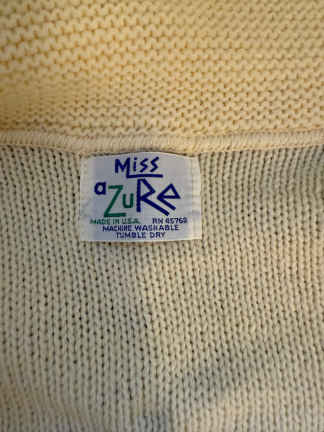 Miss
aZuRe
MADE IN U.S.A. RN 45768
MACHINE WASHABLE
TUMBLE DRY